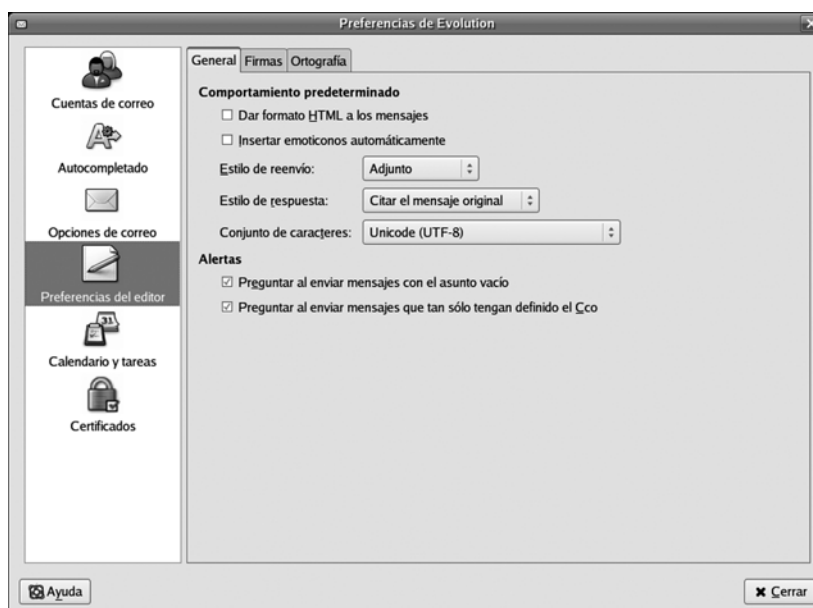 Preferencias de Evolution
Cuentas de correo
Autocompletado
Opciones de correo
Preferencias del editor
31
Calendario y tareas
Certificados
General Firmas Ortografía
Comportamiento predeterminado
Dar formato HTML a los mensajes
Insertar emoticonos automáticamente
Estilo de reenvío: Adjunto
Estilo de respuesta: Citar el mensaje original
Conjunto de caracteres: Unicode (UTF-8)
Alertas
Preguntar al enviar mensajes con el asunto vacío
Preguntar al enviar mensajes que tan sólo tengan definido el Cco
Ayuda
Cerrar